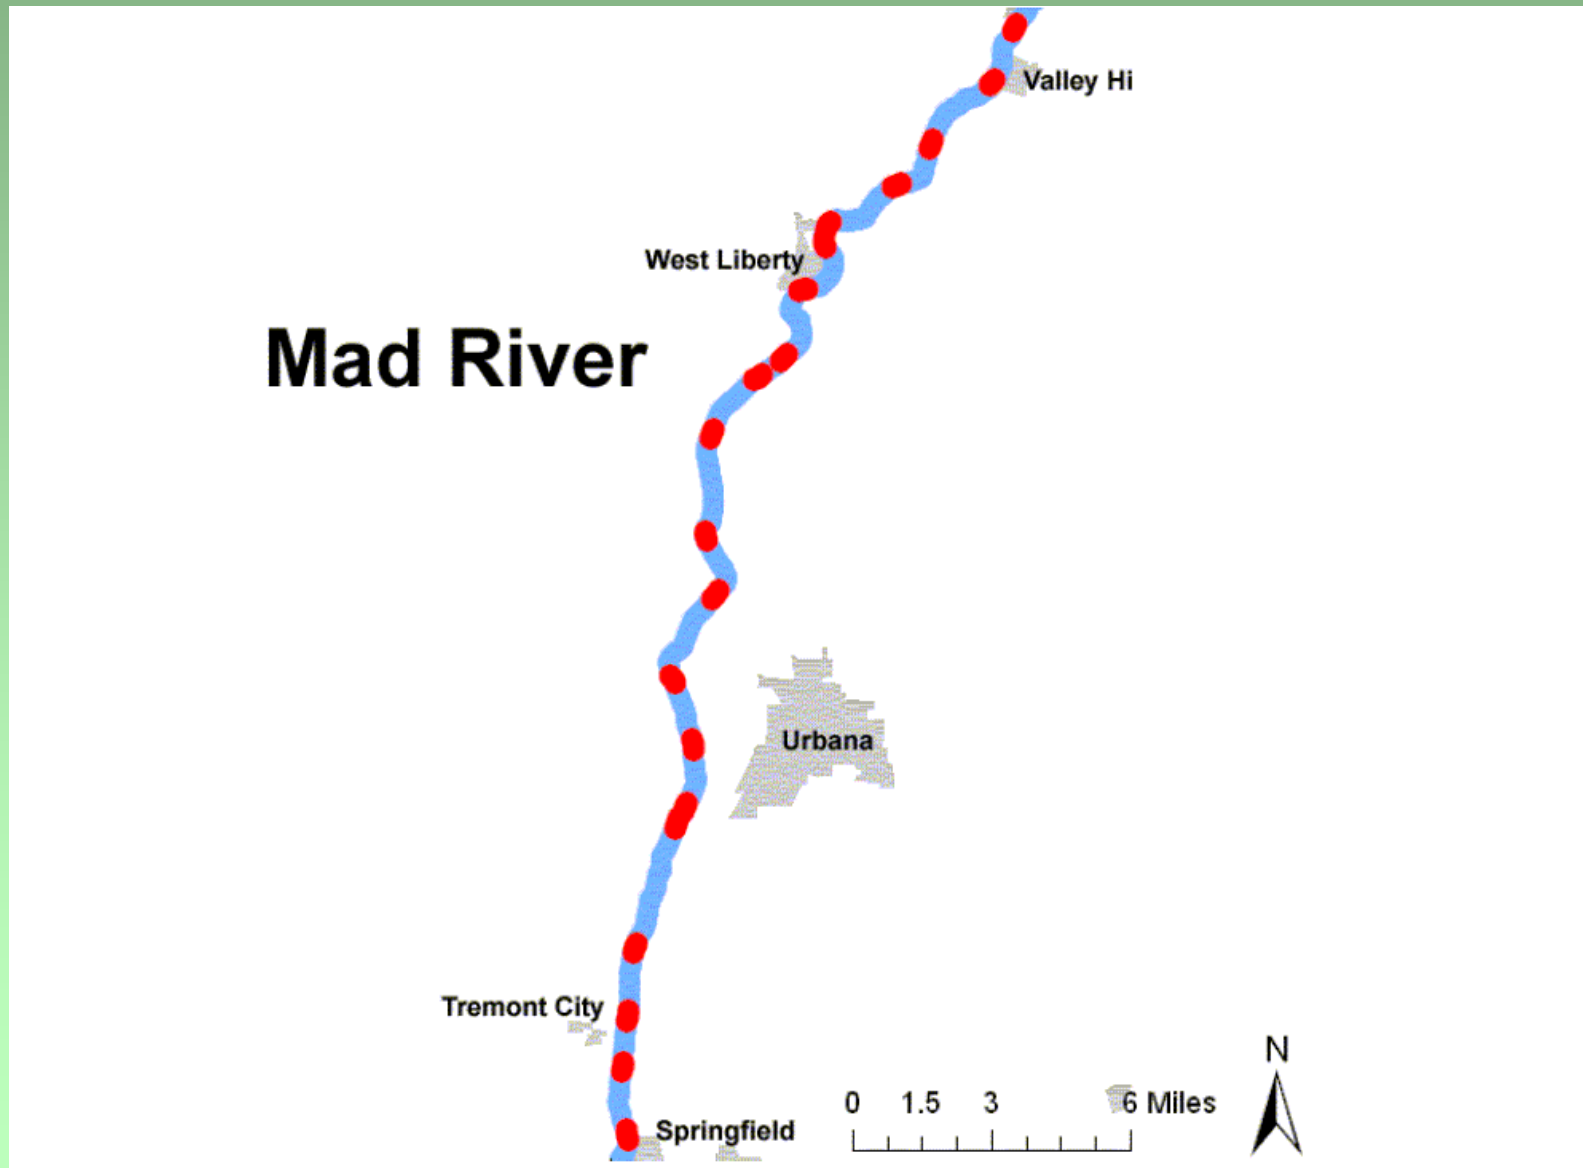 Valley Hi
West Liberty
Mad River
Urbana
Tremont City
N
0 1.5 3 6 Miles
Springfield